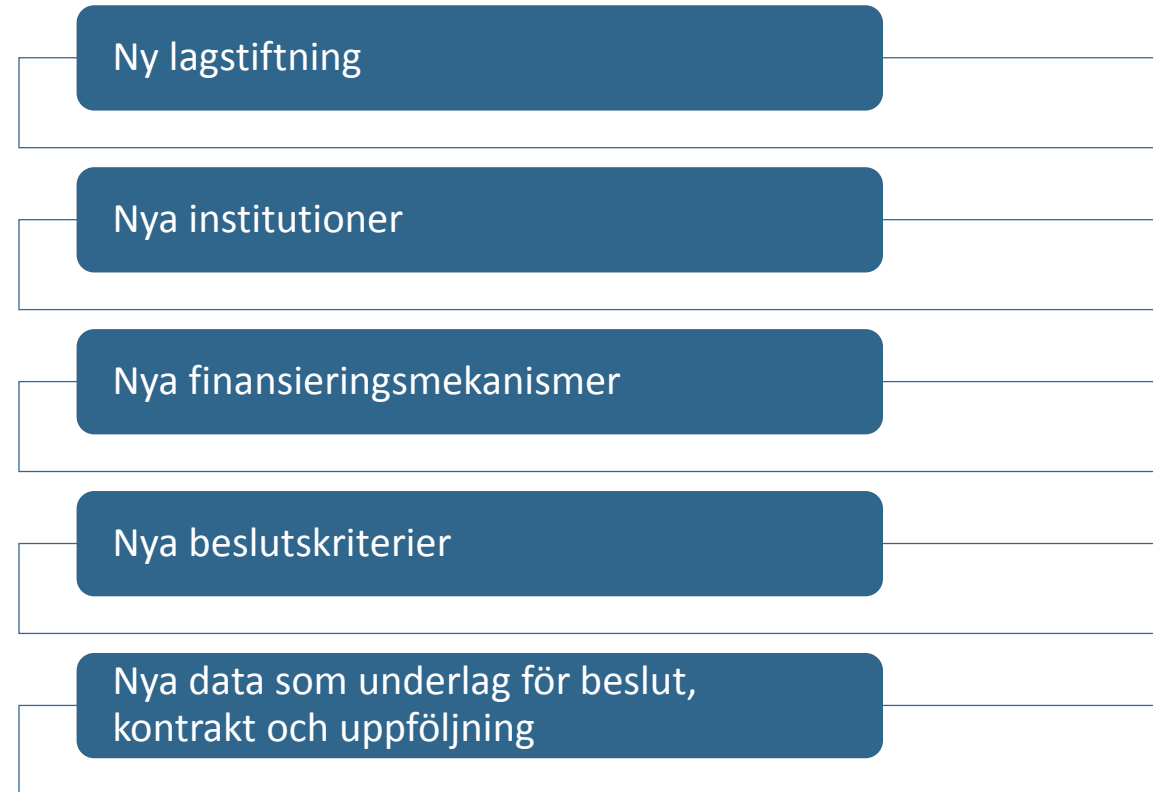 Ny lagstiftning
Nya institutioner
Nya finansieringsmekanismer
Nya beslutskriterier
Nya data som underlag för beslut,
kontrakt och uppföljning